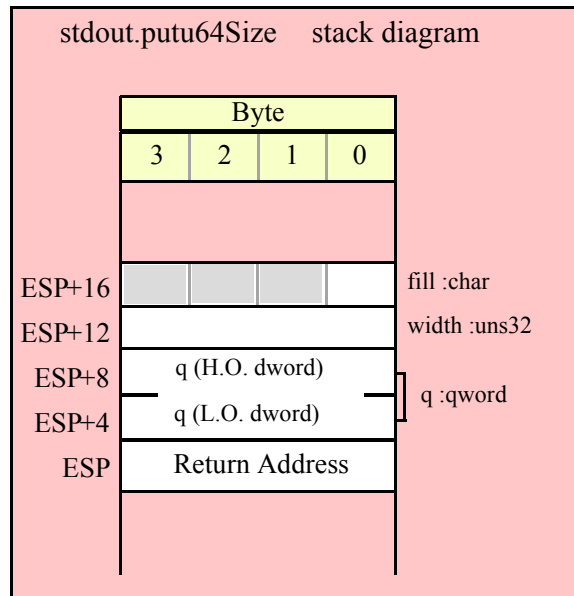 stdout.putu64Size stack diagram
Byte
3 2 1 0
ESP+16 fill :char
ESP+12 width :uns32
ESP+8 q (H.O. dword)
q :qword
ESP+4 q (L.O. dword)
ESP Return Address